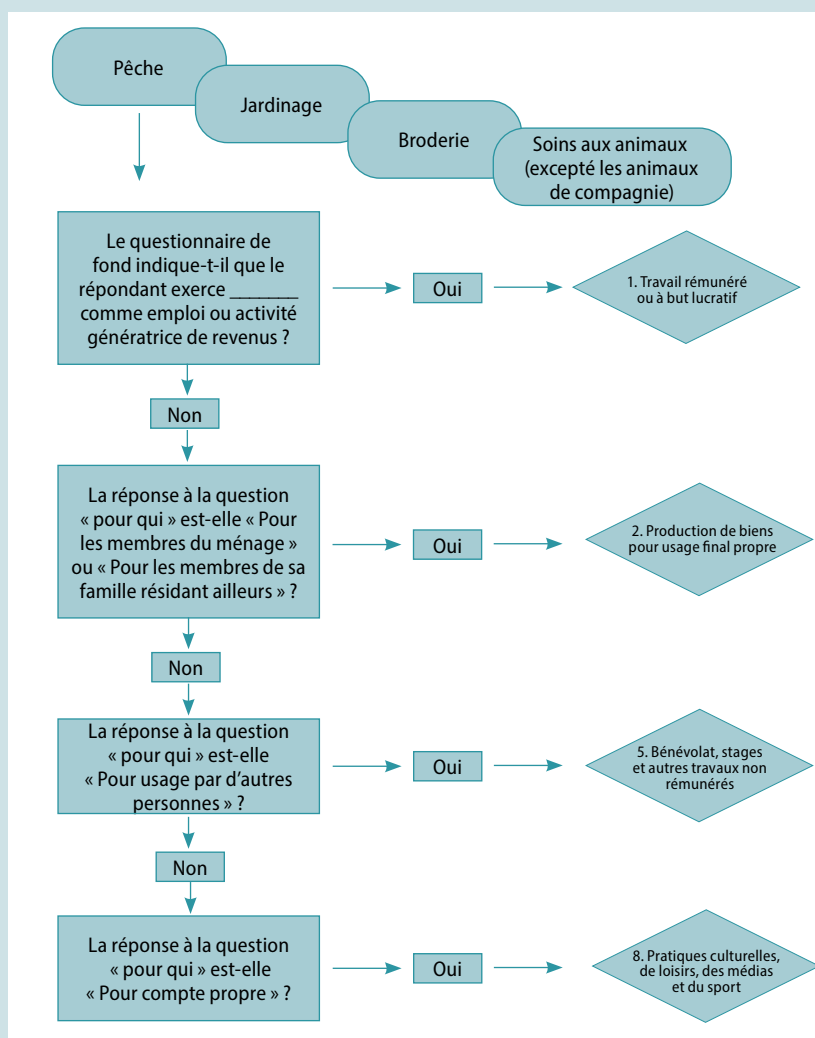 Pêche
Jardinage
Broderie
Soins aux animaux
(excepté les animaux
de compagnie)
Le questionnaire de
fond indique-t-il que le
répondant exerce _______
comme emploi ou activité
génératrice de revenus ?
Oui
1. Travail rémunéré
ou à but lucratif
Non
La réponse à la question
« pour qui » est-elle « Pour
les membres du ménage »
ou « Pour les membres de sa
famille résidant ailleurs » ?
Oui
2. Production de biens
pour usage final propre
Non
La réponse à la question
« pour qui » est-elle
« Pour usage par d’autres
personnes » ?
Oui
5. Bénévolat, stages
et autres travaux non
rémunérés
Non
La réponse à la question
« pour qui » est-elle
« Pour compte propre » ?
Oui
8. Pratiques culturelles,
de loisirs, des médias
et du sport